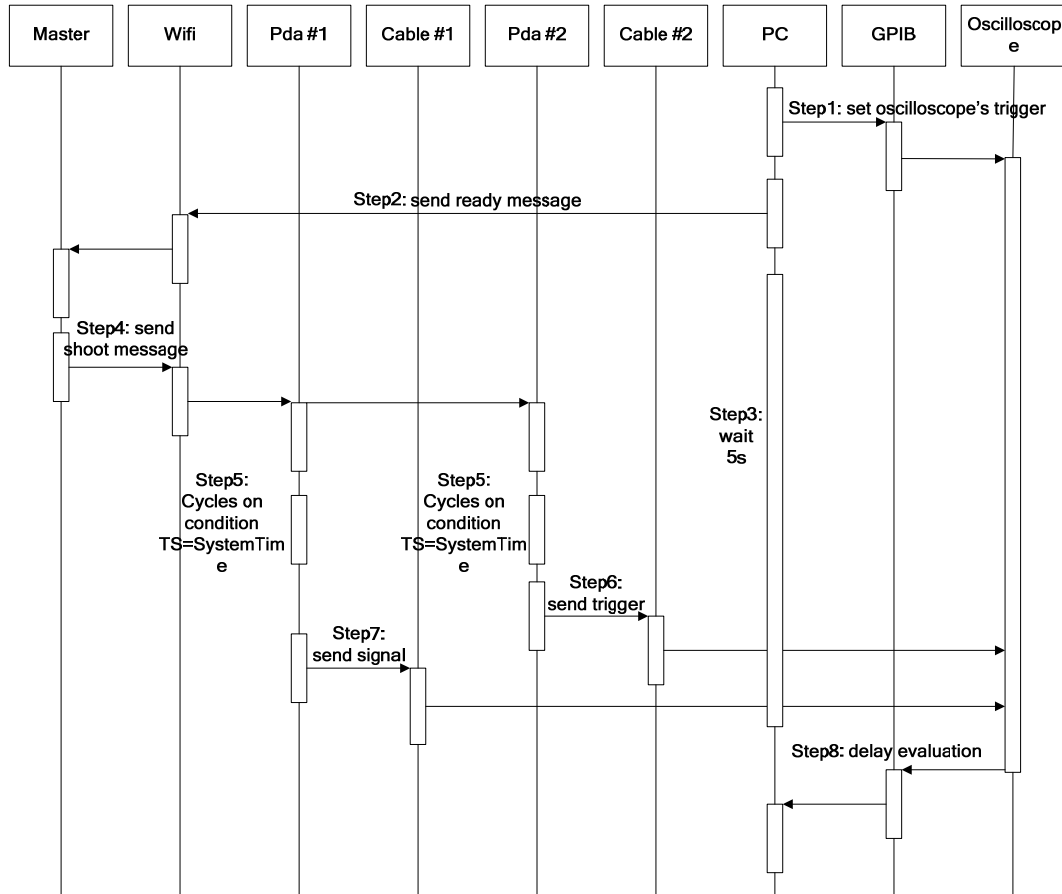 Master
Wifi
Pda #1
Cable #1
Pda #2
Cable #2
PC
GPIB
Oscilloscop
e
Step1: set oscilloscope's trigger
Step2: send ready message
Step4: send
shoot message
Step3:
wait
5s
Step5:
Cycles on
condition
TS=SystemTim
e
Step5:
Cycles on
condition
TS=SystemTim
e
Step6:
send trigger
Step7:
send signal
Step8: delay evaluation